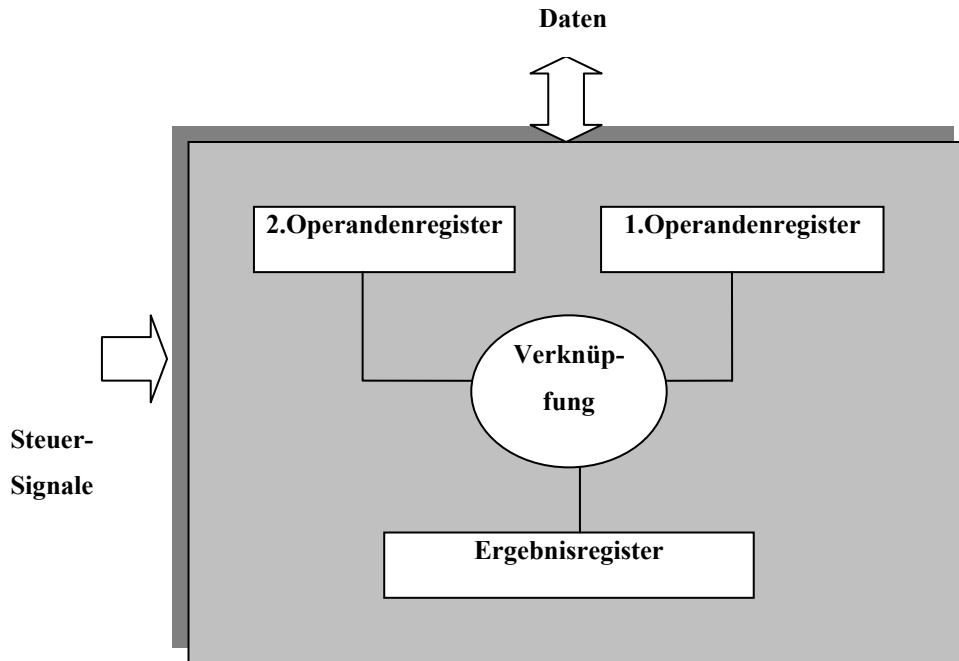 Daten
2.Operandenregister
1.Operandenregister
Verknüp-
fung
Steuer-
Signale
Ergebnisregister